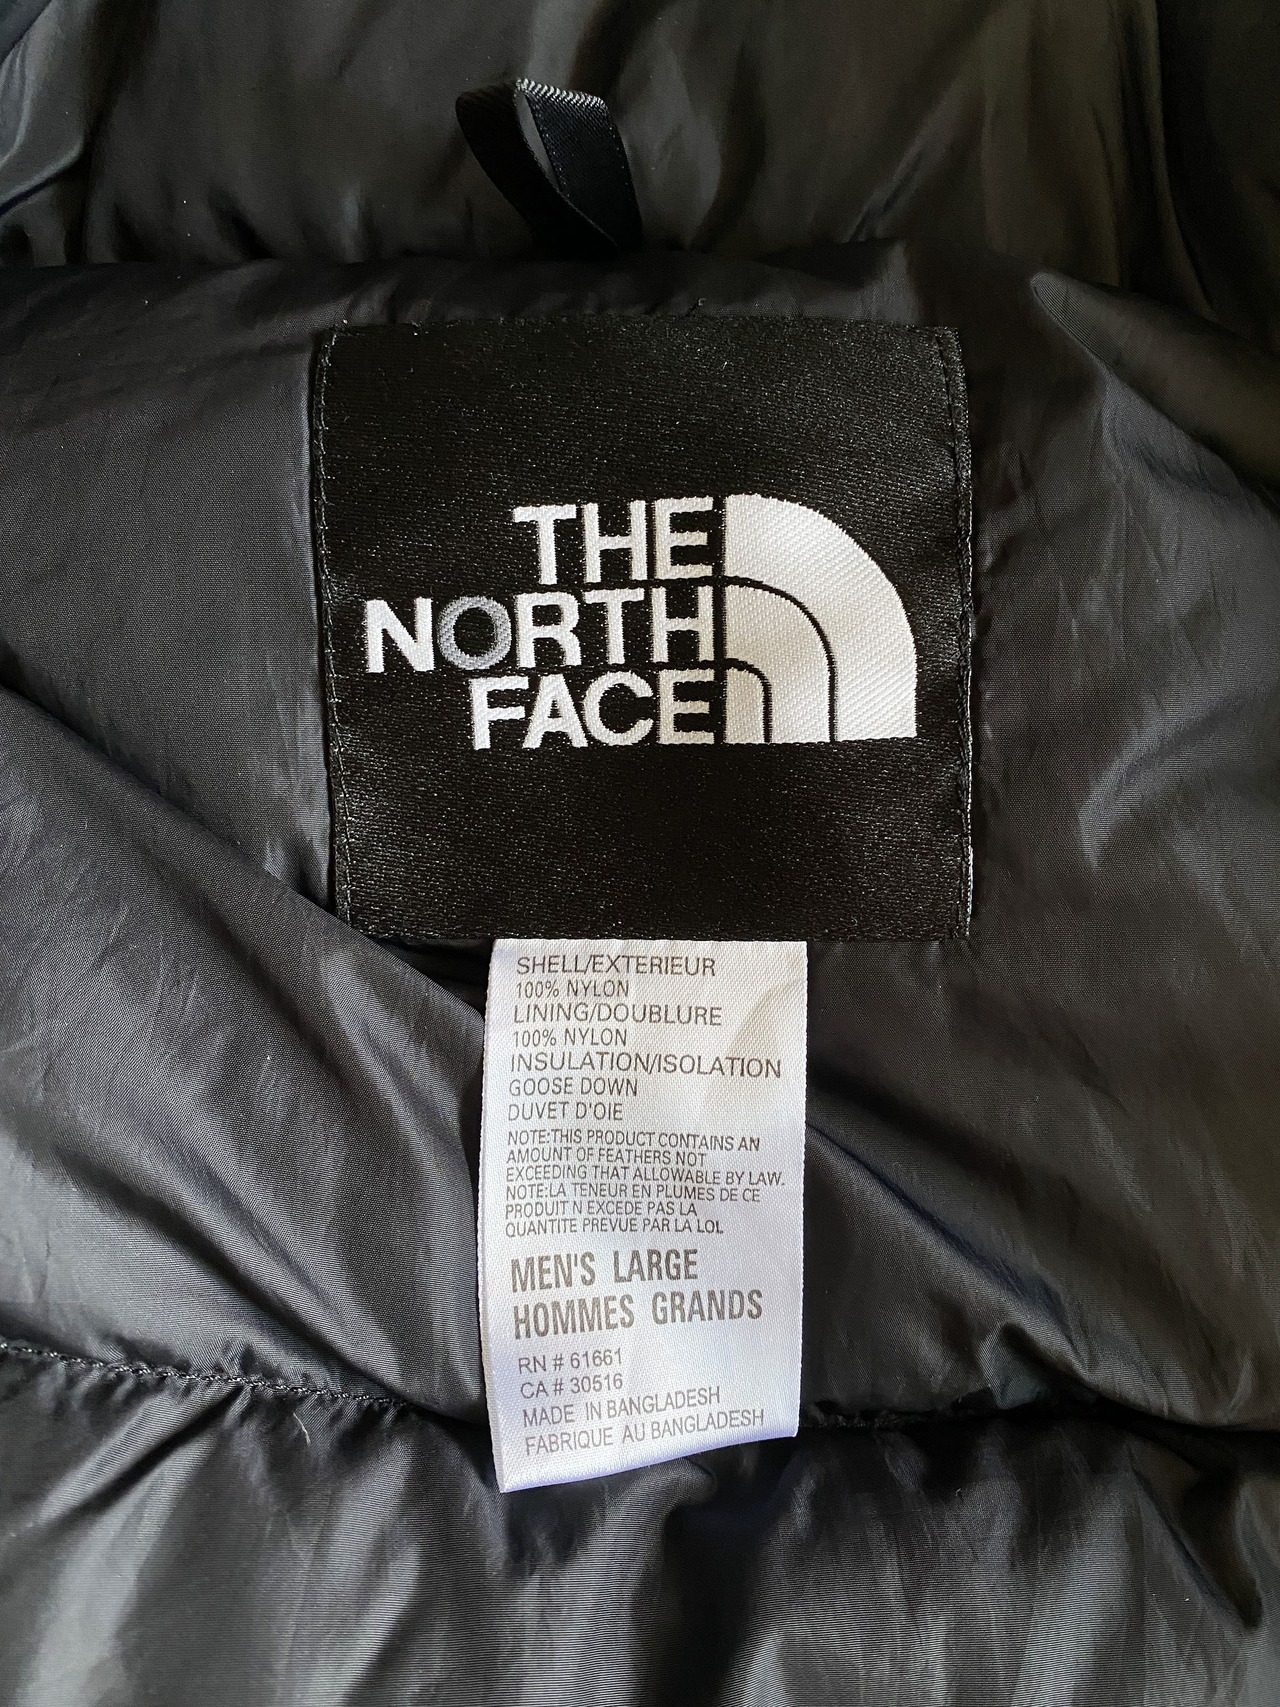 THE
NORTH
FACE
SHELL/EXTERIEUR
100% NYLON
LINING/DOUBLURE
100% NYLON
INSULATION/ISOLATION
GOOSE DOWN
DUVET D'OIE
NOTE:THIS PRODUCT CONTAINS AN
AMOUNT OF FEATHERS NOT
EXCEEDING THAT ALLOWABLE BY LAW.
NOTE:LA TENEUR EN PLUMES DE CE
PRODUIT N EXCEDE PAS LA
QUANTITE PREVUE PAR LA LOL
MEN'S LARGE
HOMMES GRANDS
RN # 61661
CA # 30516
MADE IN BANGLADESH
FABRIQUE AU BANGLADESH